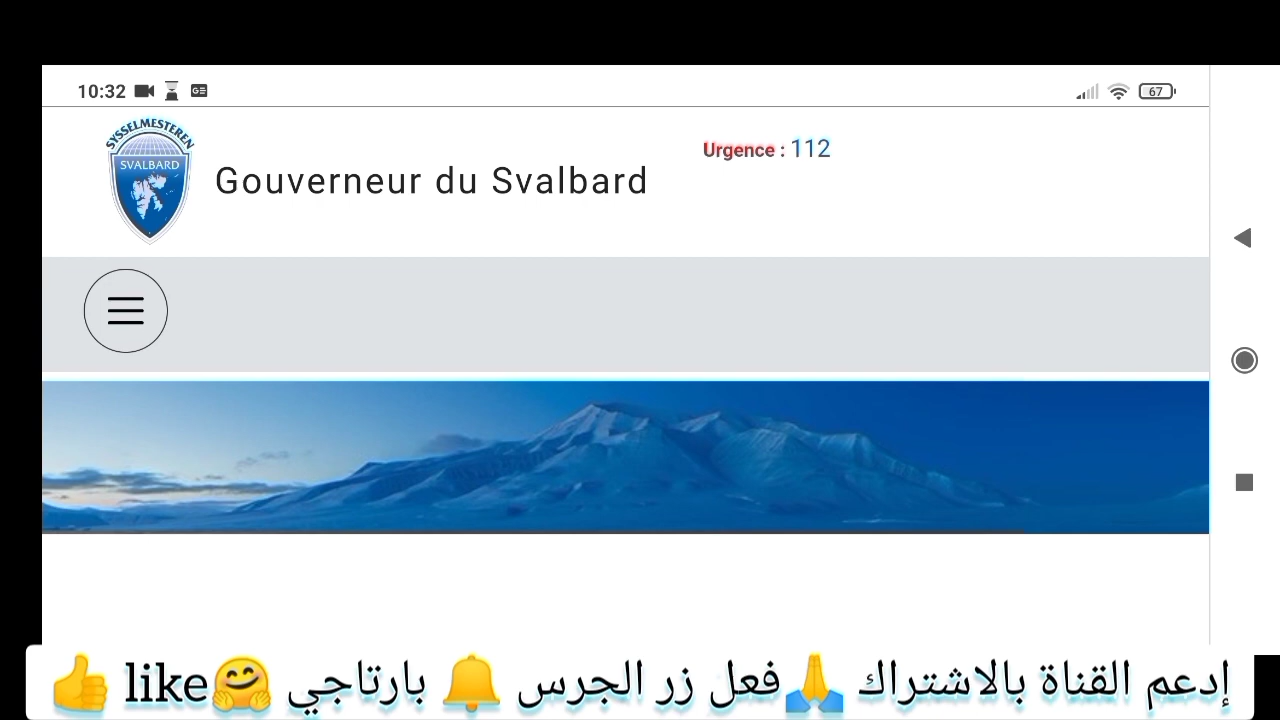 10:32
67
SYSSELMESTEREN
SVALBARD
Gouverneur du Svalbard
Urgence : 112
إدعم القناة بالاشتراك 🙏 فعل زر الجرس 🔔 بارتاجي 🤗 like 👍